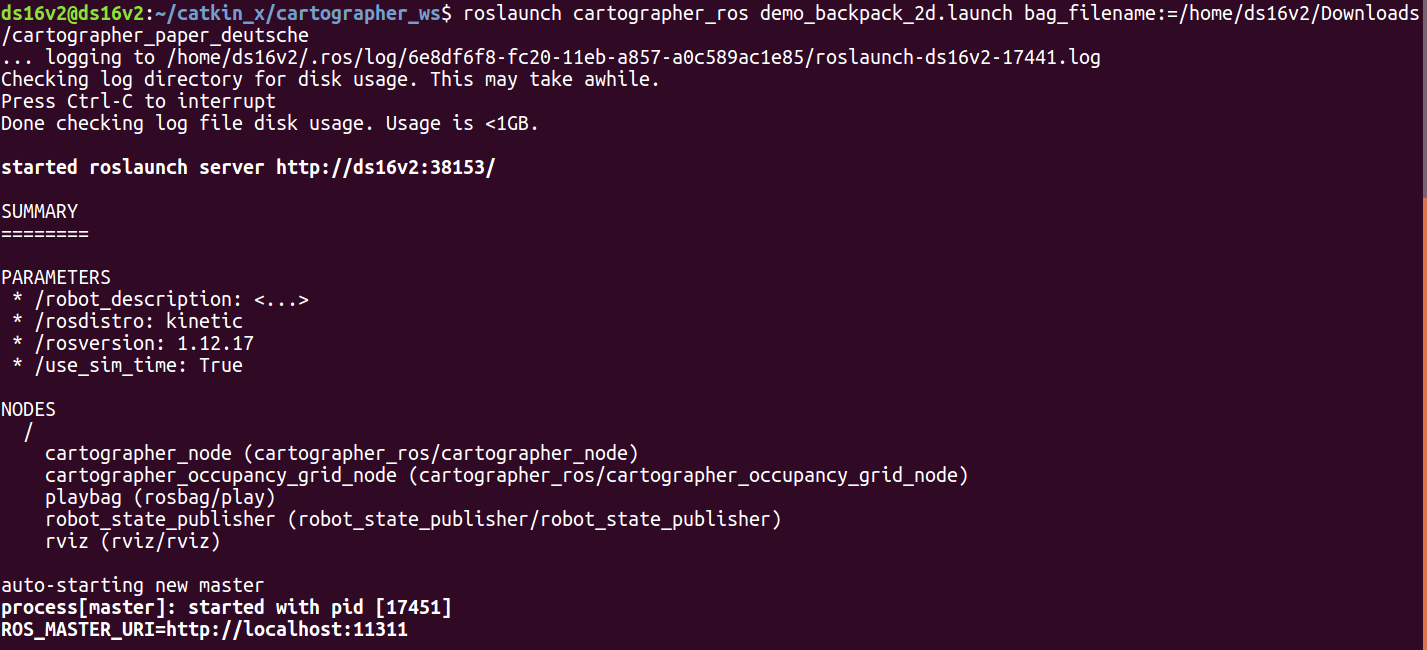 ds16v2@ds16v2:~/catkin_x/cartographer_ws$ roslaunch cartographer_ros demo_backpack_2d.launch bag_filename:=/home/ds16v2/Downloads
/cartographer_paper_deutsche
... logging to /home/ds16v2/.ros/log/6e8df6f8-fc20-11eb-a857-a0c589ac1e85/roslaunch-ds16v2-17441.log
Checking log directory for disk usage. This may take awhile.
Press Ctrl-C to interrupt
Done checking log file disk usage. Usage is <1GB.

started roslaunch server http://ds16v2:38153/

SUMMARY
========

PARAMETERS
 * /robot_description: <...>
 * /rosdistro: kinetic
 * /rosversion: 1.12.17
 * /use_sim_time: True

NODES
  /
    cartographer_node (cartographer_ros/cartographer_node)
    cartographer_occupancy_grid_node (cartographer_ros/cartographer_occupancy_grid_node)
    playbag (rosbag/play)
    robot_state_publisher (robot_state_publisher/robot_state_publisher)
    rviz (rviz/rviz)

auto-starting new master
process[master]: started with pid [17451]
ROS_MASTER_URI=http://localhost:11311